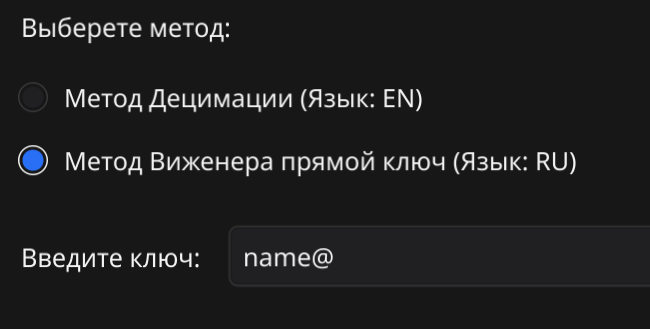 Выберете метод:
Метод Децимации (Язык: EN)
Метод Виженера прямой ключ (Язык: RU)
Введите ключ: name@